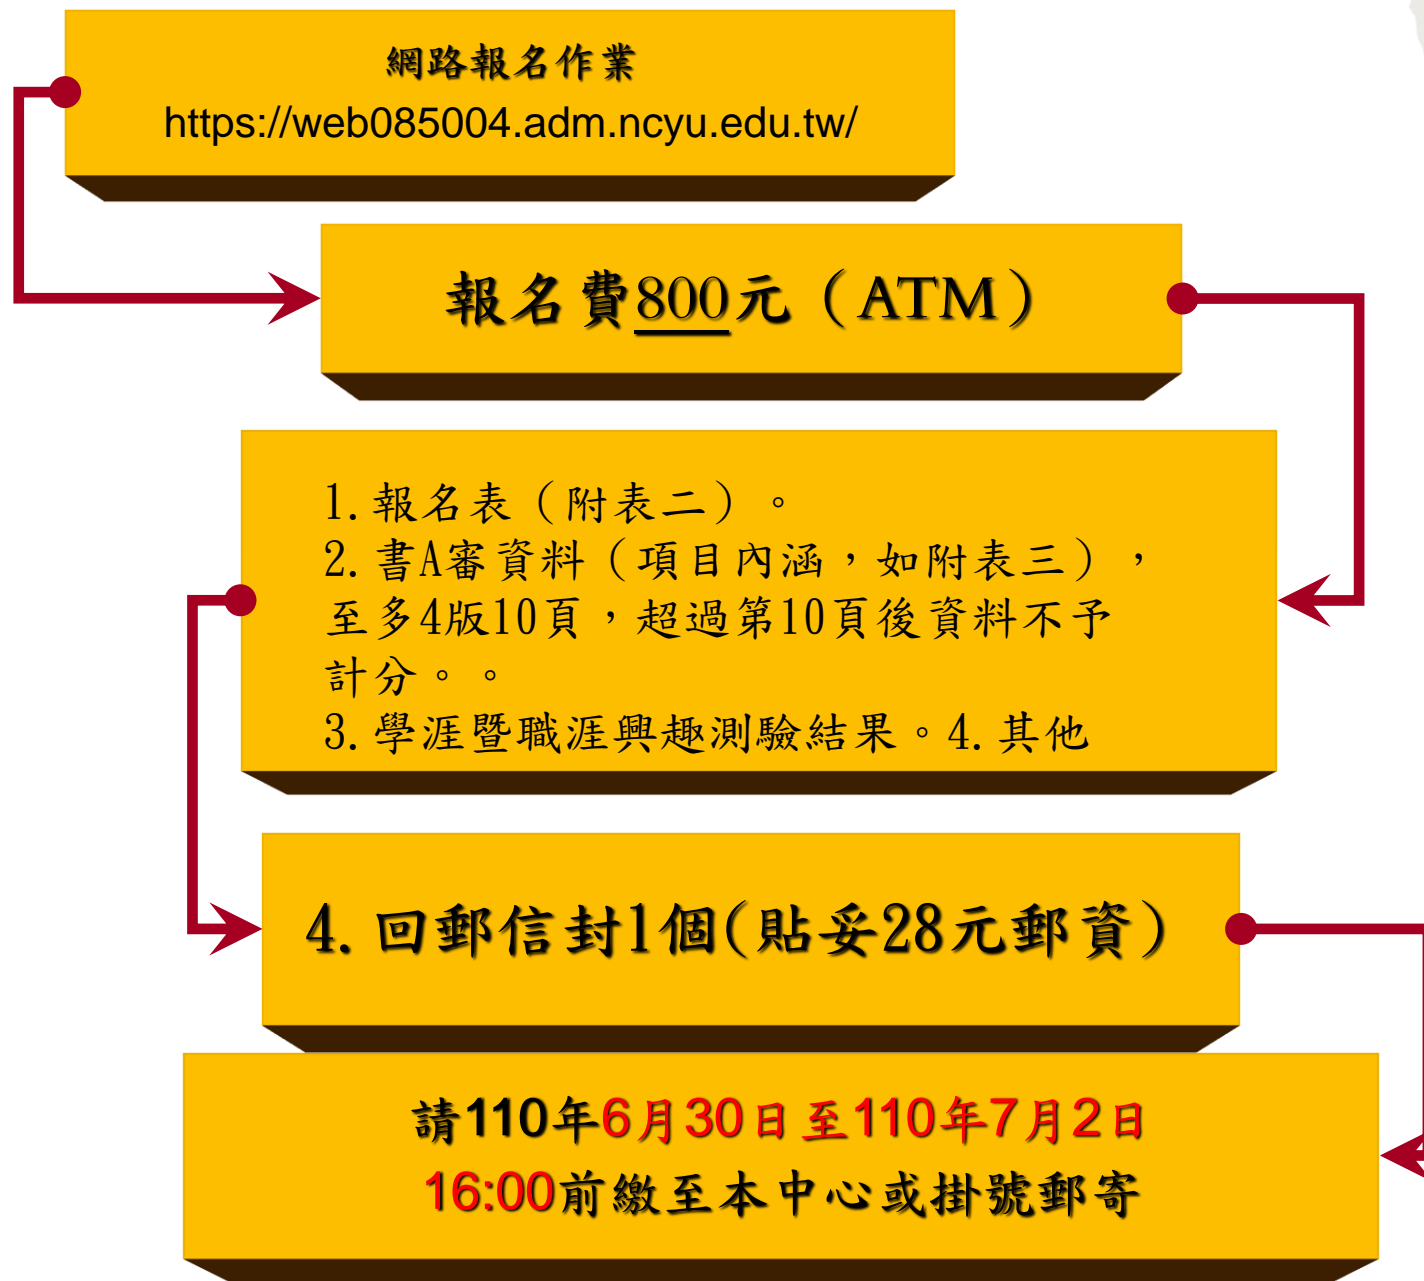 網路報名作業
https://web085004.adm.ncyu.edu.tw/
報名費800元（ATM）
1.報名表（附表二）。
2.書A審資料（項目內涵，如附表三），
至多4版10頁，超過第10頁後資料不予
計分。。
3.學涯暨職涯興趣測驗結果。4.其他
4.回郵信封1個(貼妥28元郵資)
請110年6月30日至110年7月2日
16:00前繳至本中心或掛號郵寄